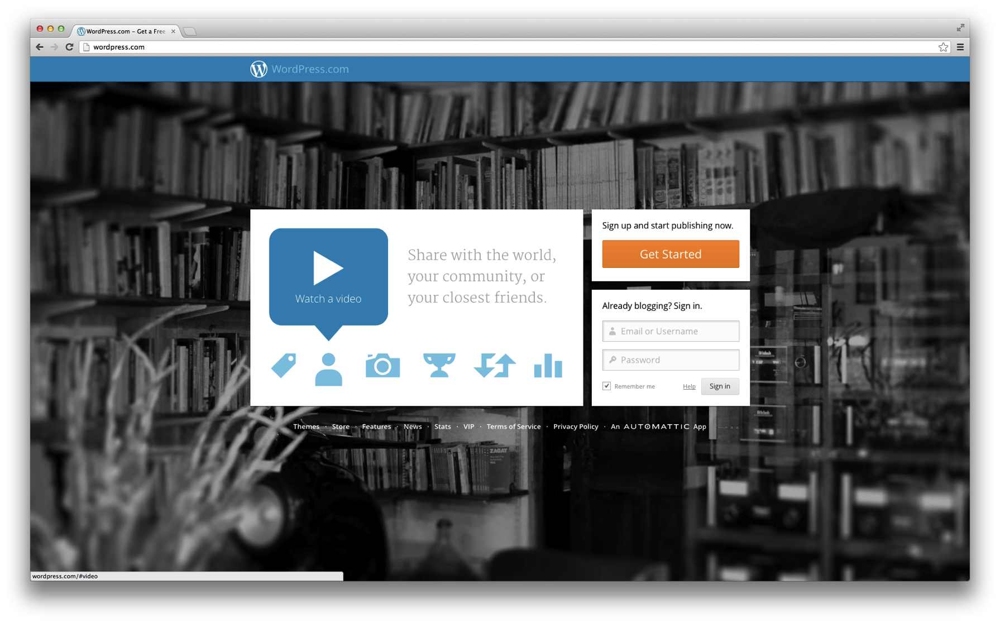 WordPress.com – Get a Free
wordpress.com
WordPress.com
Share with the world,
your community, or
your closest friends.
Watch a video
Sign up and start publishing now.
Get Started
Already blogging? Sign in.
Email or Username
Password
Remember me
Help
Sign in
Themes · Store · Features · News · Stats · VIP · Terms of Service · Privacy Policy · An AUTOMATTIC App
ZAGAT
wordpress.com/#video